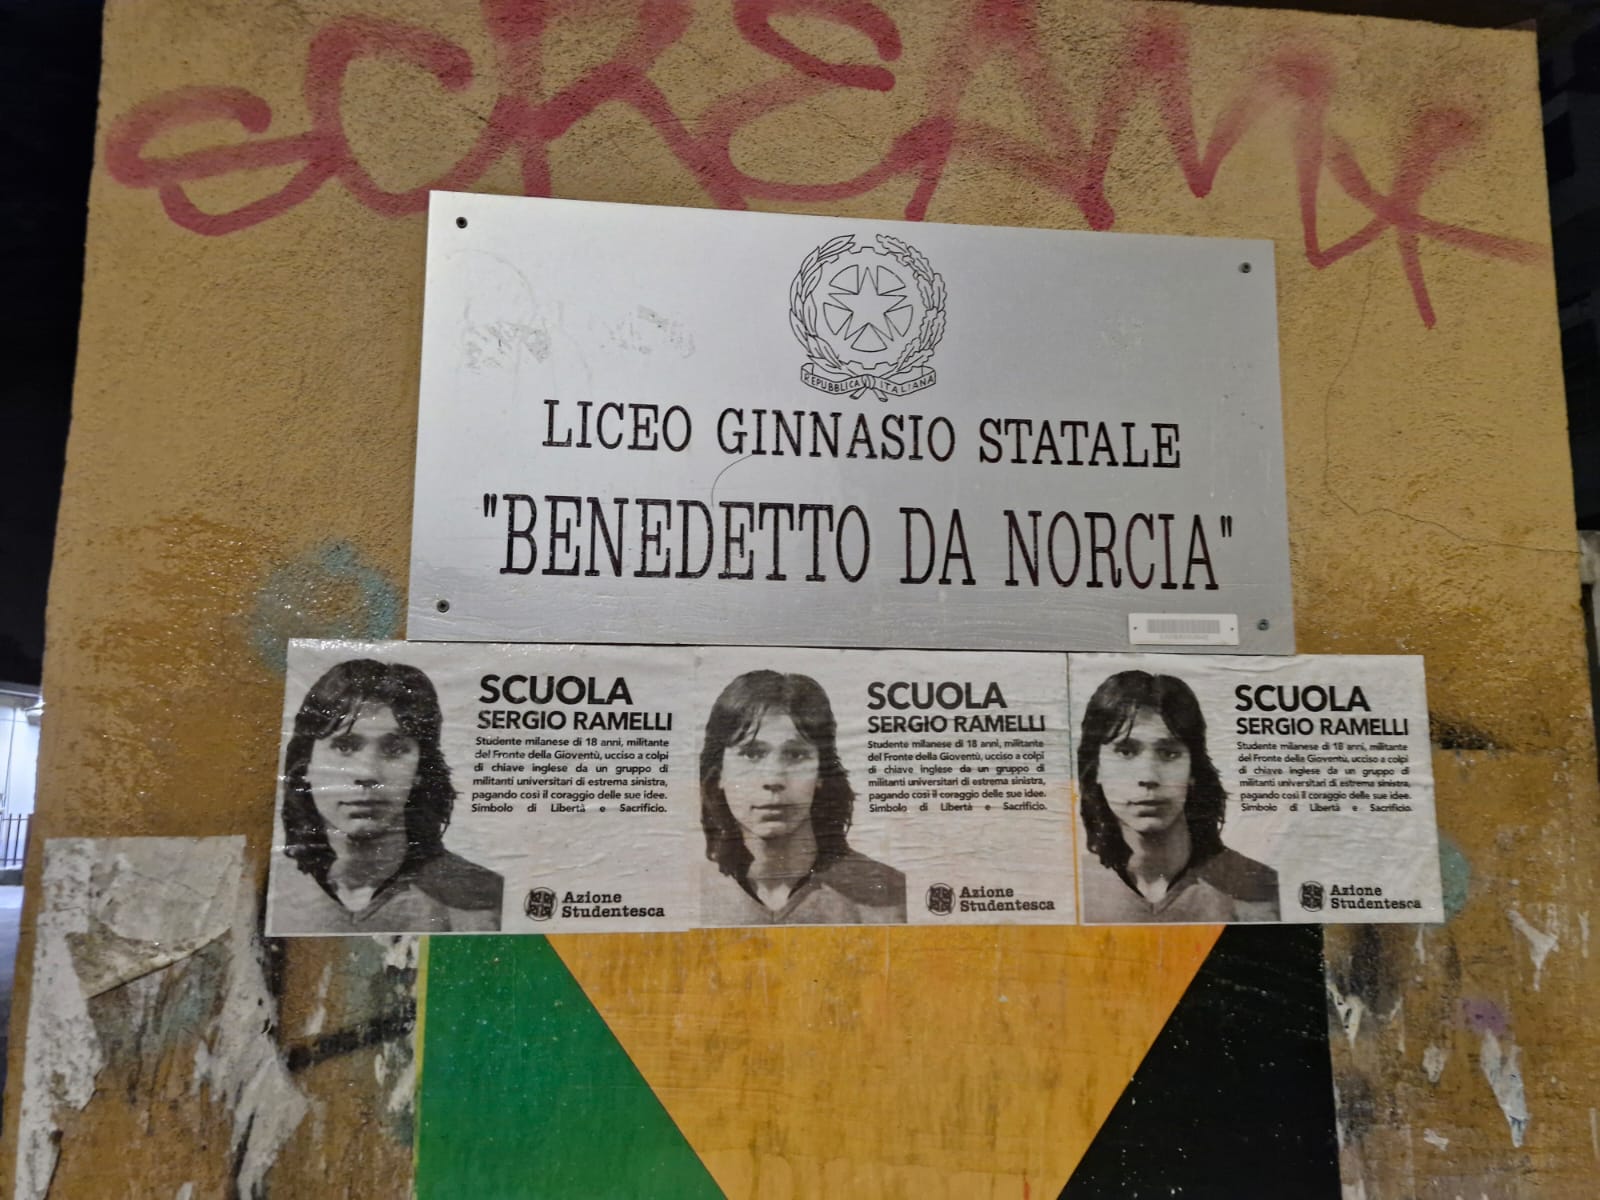 SCREAM
REPUBBLICA ITALIANA
LICEO GINNASIO STATALE
"BENEDETTO DA NORCIA"
SCUOLA
SERGIO RAMELLI
Studente milanese di 18 anni, militante
del Fronte della Gioventù, ucciso a colpi
di chiave inglese da un gruppo di
militanti universitari di estrema sinistra,
pagando così il coraggio delle sue idee.
Simbolo di Libertà e Sacrificio.
Azione
Studentesca
SCUOLA
SERGIO RAMELLI
Studente milanese di 18 anni, militante
del Fronte della Gioventù, ucciso a colpi
di chiave inglese da un gruppo di
militanti universitari di estrema sinistra,
pagando così il coraggio delle sue idee.
Simbolo di Libertà e Sacrificio.
Azione
Studentesca
SCUOLA
SERGIO RAMELLI
Studente milanese di 18 anni, militante
del Fronte della Gioventù, ucciso a colpi
di chiave inglese da un gruppo di
militanti universitari di estrema sinistra,
pagando così il coraggio delle sue idee.
Simbolo di Libertà e Sacrificio.
Azione
Studentesca